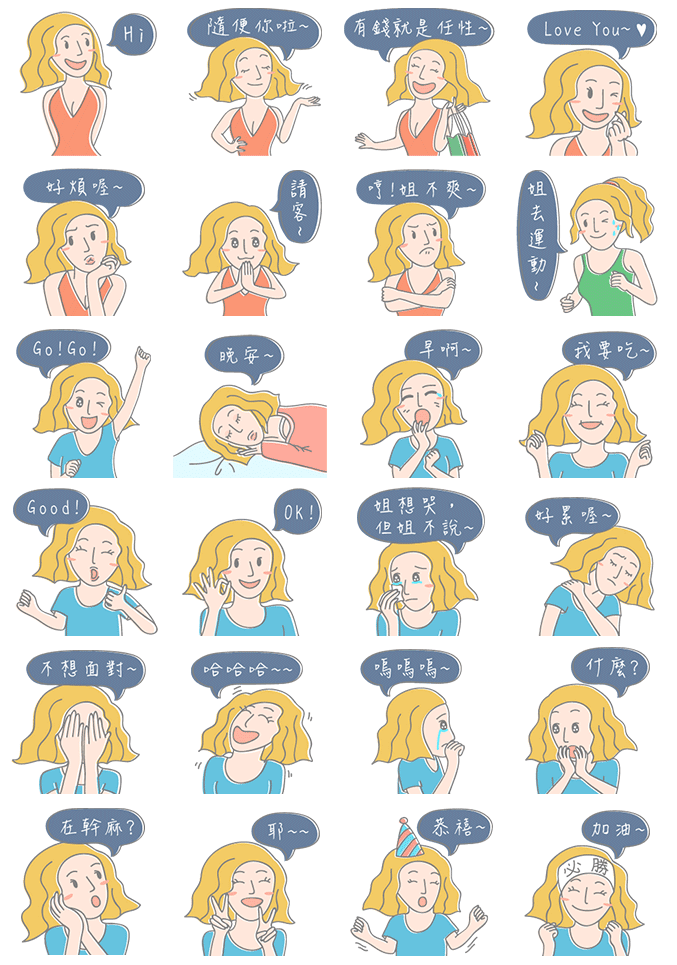 Hi
隨便你啦~
有錢就是任性~
Love You~♥
好煩喔~
請客~
哼!姐不爽~
姐去運動~
Go!Go!
晚安~
早啊~
我要吃~
Good!
OK!
姐想哭，
但姐不說~
好累喔~
不想面對~
哈哈哈~~
嗚嗚嗚~
什麼?
在幹麻?
耶~~
恭禧~
加油~
必勝